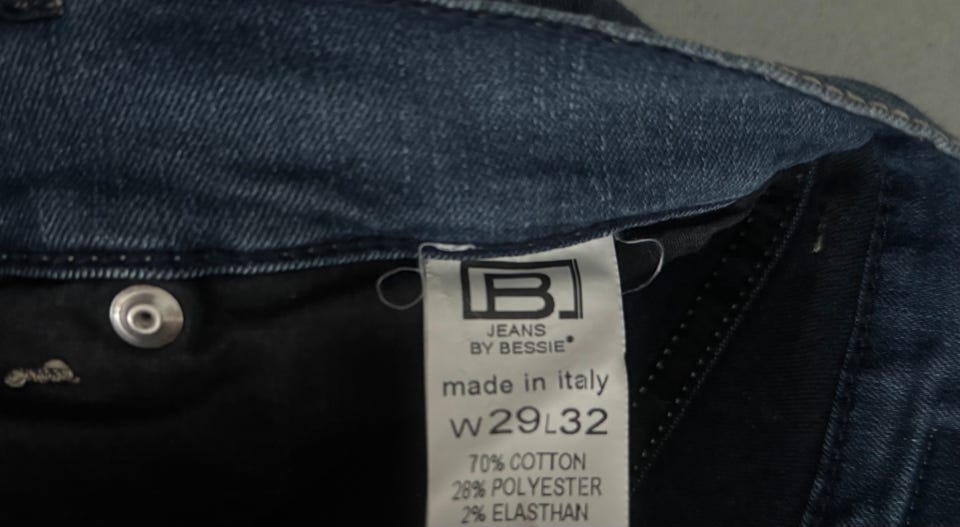 B
JEANS
BY BESSIE®
made in italy
W29L32
70% COTTON
28% POLYESTER
2% ELASTHAN